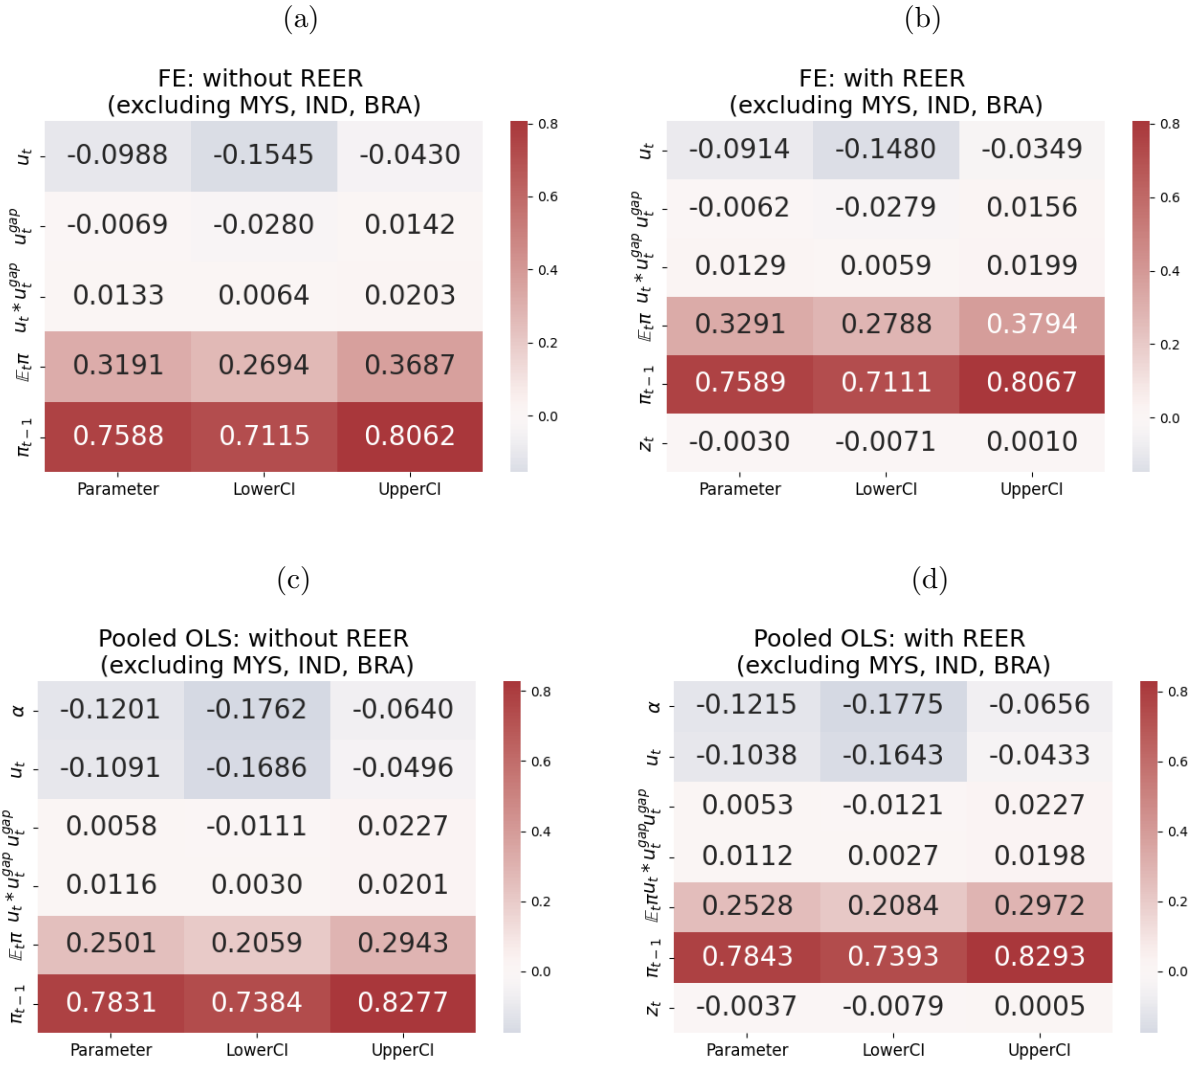 (a)
FE: without REER
(excluding MYS, IND, BRA)
u_t -0.0988 -0.1545 -0.0430
u_t^{gap} -0.0069 -0.0280 0.0142
u_t * u_t^{gap} 0.0133 0.0064 0.0203
𝔼_tπ 0.3191 0.2694 0.3687
π_{t−1} 0.7588 0.7115 0.8062
Parameter LowerCI UpperCI
0.8
0.6
0.4
0.2
0.0
(b)
FE: with REER
(excluding MYS, IND, BRA)
u_t -0.0914 -0.1480 -0.0349
u_t^{gap} -0.0062 -0.0279 0.0156
u_t * u_t^{gap} 0.0129 0.0059 0.0199
𝔼_tπ 0.3291 0.2788 0.3794
π_{t−1} 0.7589 0.7111 0.8067
z_t -0.0030 -0.0071 0.0010
Parameter LowerCI UpperCI
0.8
0.6
0.4
0.2
0.0
(c)
Pooled OLS: without REER
(excluding MYS, IND, BRA)
α -0.1201 -0.1762 -0.0640
u_t -0.1091 -0.1686 -0.0496
u_t^{gap} 0.0058 -0.0111 0.0227
u_t * u_t^{gap} 0.0116 0.0030 0.0201
𝔼_tπ 0.2501 0.2059 0.2943
π_{t−1} 0.7831 0.7384 0.8277
Parameter LowerCI UpperCI
0.8
0.6
0.4
0.2
0.0
(d)
Pooled OLS: with REER
(excluding MYS, IND, BRA)
α -0.1215 -0.1775 -0.0656
u_t -0.1038 -0.1643 -0.0433
u_t^{gap} 0.0053 -0.0121 0.0227
u_t * u_t^{gap} 0.0112 0.0027 0.0198
𝔼_tπ 0.2528 0.2084 0.2972
π_{t−1} 0.7843 0.7393 0.8293
z_t -0.0037 -0.0079 0.0005
Parameter LowerCI UpperCI
0.8
0.6
0.4
0.2
0.0